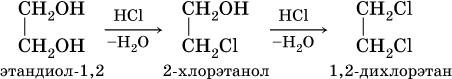 CH₂OH HCl CH₂OH HCl CH₂Cl
−H₂O −H₂O
CH₂OH CH₂Cl CH₂Cl
этандиол-1,2 2-хлорэтанол 1,2-дихлорэтан